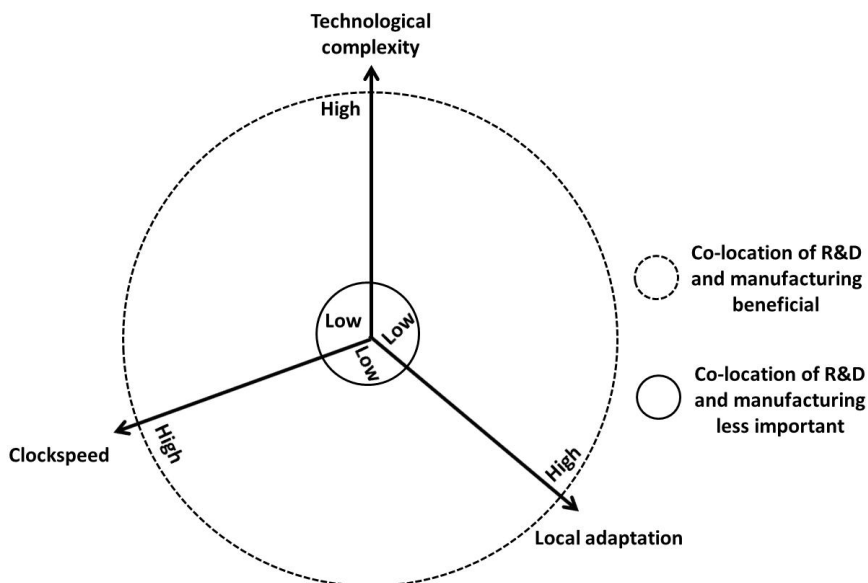 Technological
complexity
High
Low
Low
Low
High
Clockspeed
High
Local adaptation
Co-location of R&D
and manufacturing
beneficial
Co-location of R&D
and manufacturing
less important